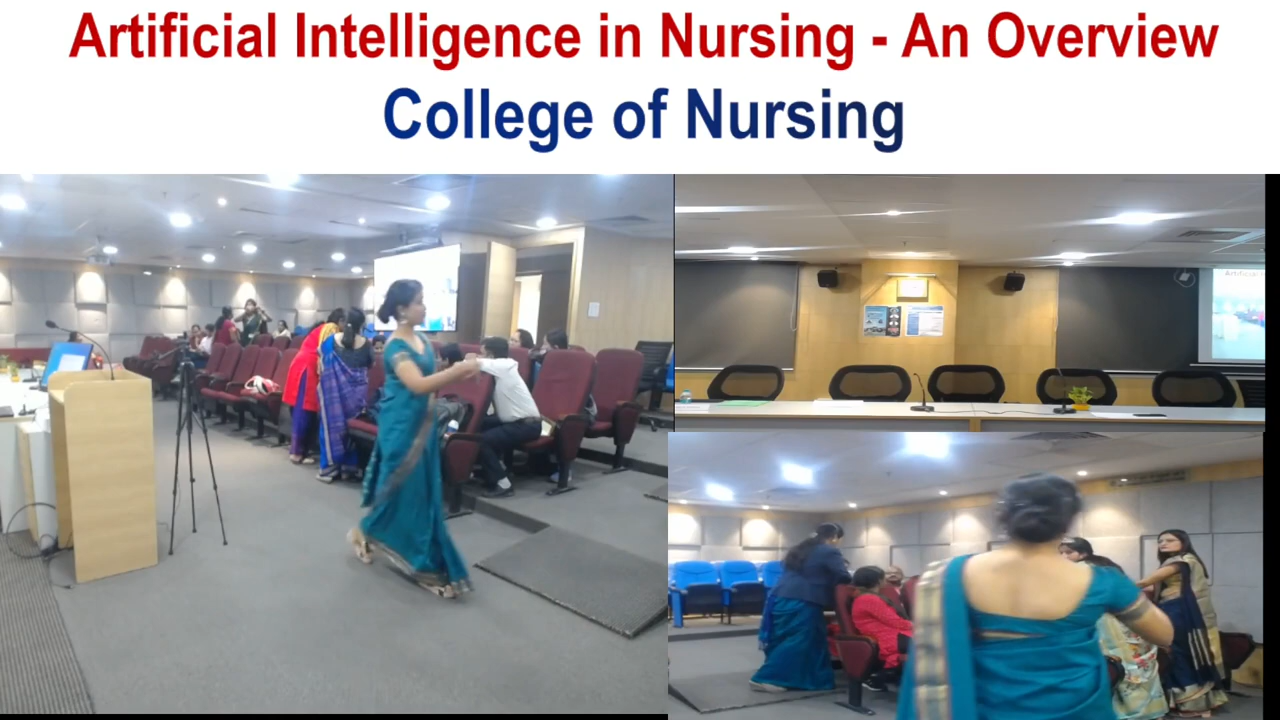 Artificial Intelligence in Nursing - An Overview
College of Nursing